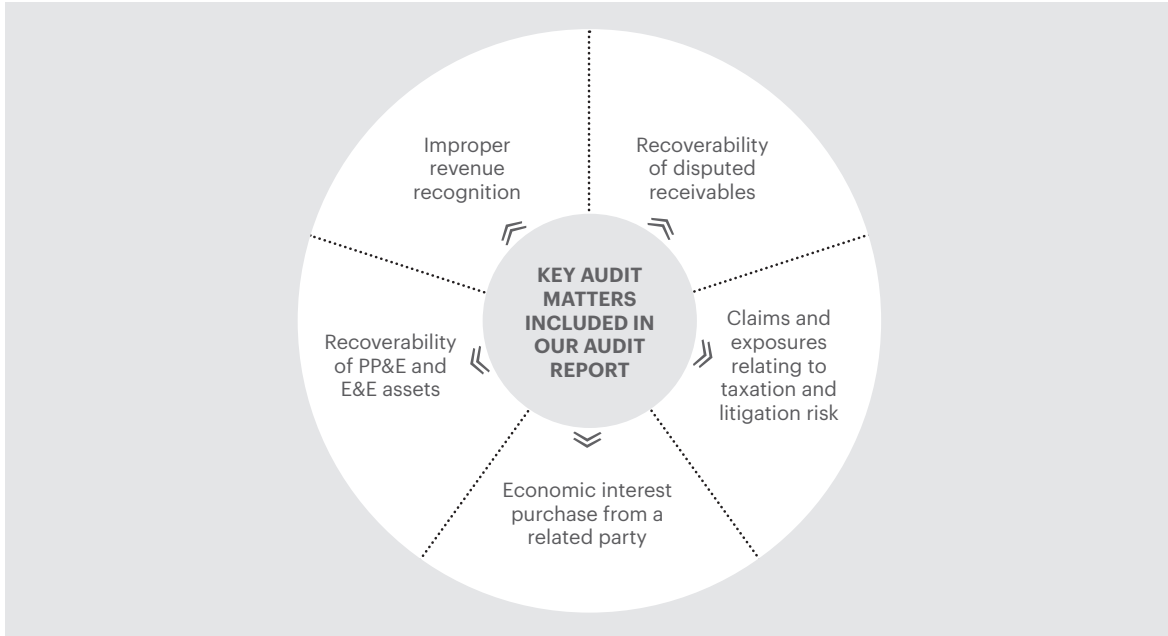 Improper
revenue
recognition
Recoverability
of disputed
receivables
KEY AUDIT
MATTERS
INCLUDED IN
OUR AUDIT
REPORT
Recoverability
of PP&E and
E&E assets
Claims and
exposures
relating to
taxation and
litigation risk
Economic interest
purchase from a
related party